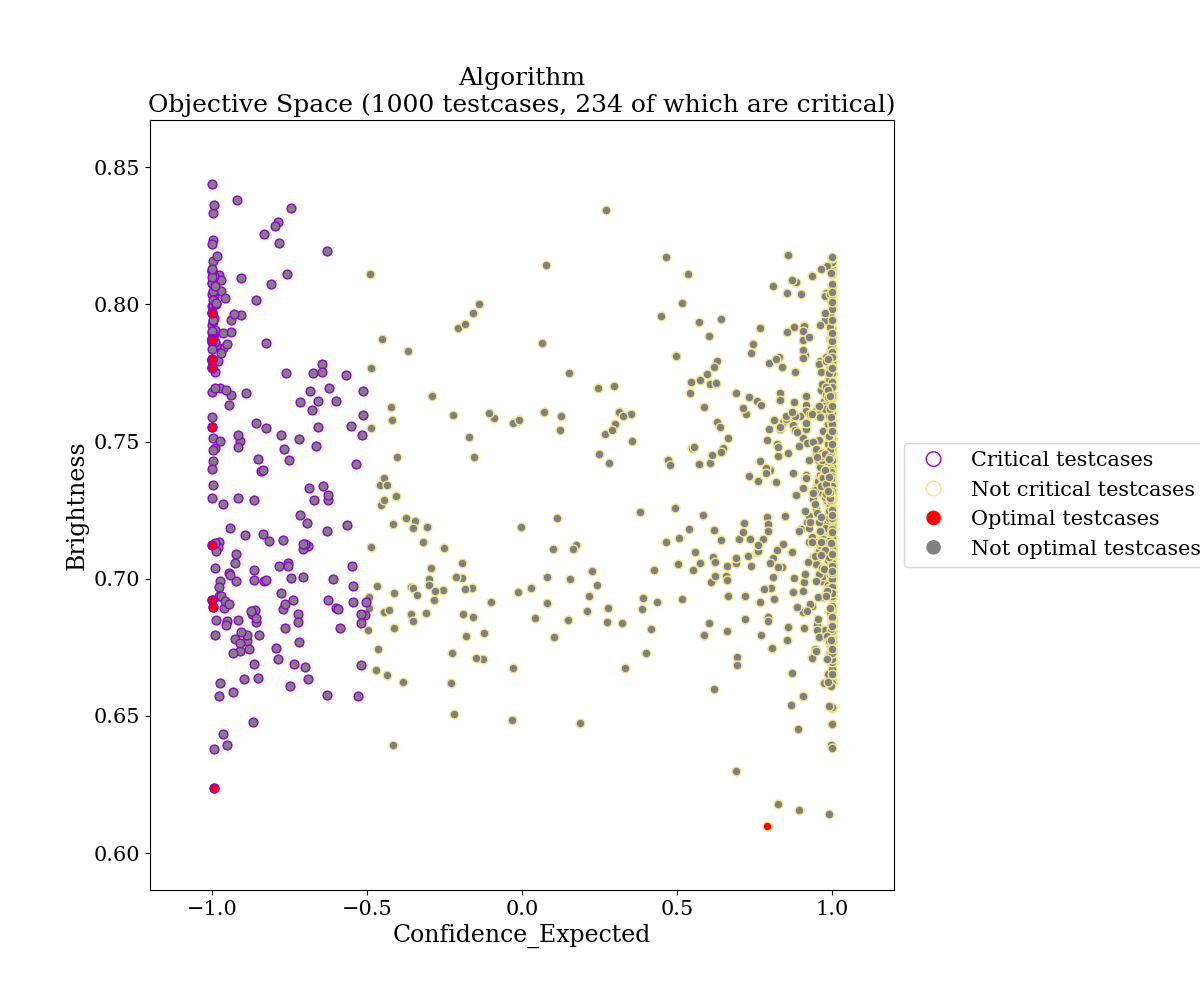 Algorithm
Objective Space (1000 testcases, 234 of which are critical)
0.85
0.80
0.75
0.70
0.65
0.60
Brightness
−1.0
−0.5
0.0
0.5
1.0
Confidence_Expected
Critical testcases
Not critical testcases
Optimal testcases
Not optimal testcases